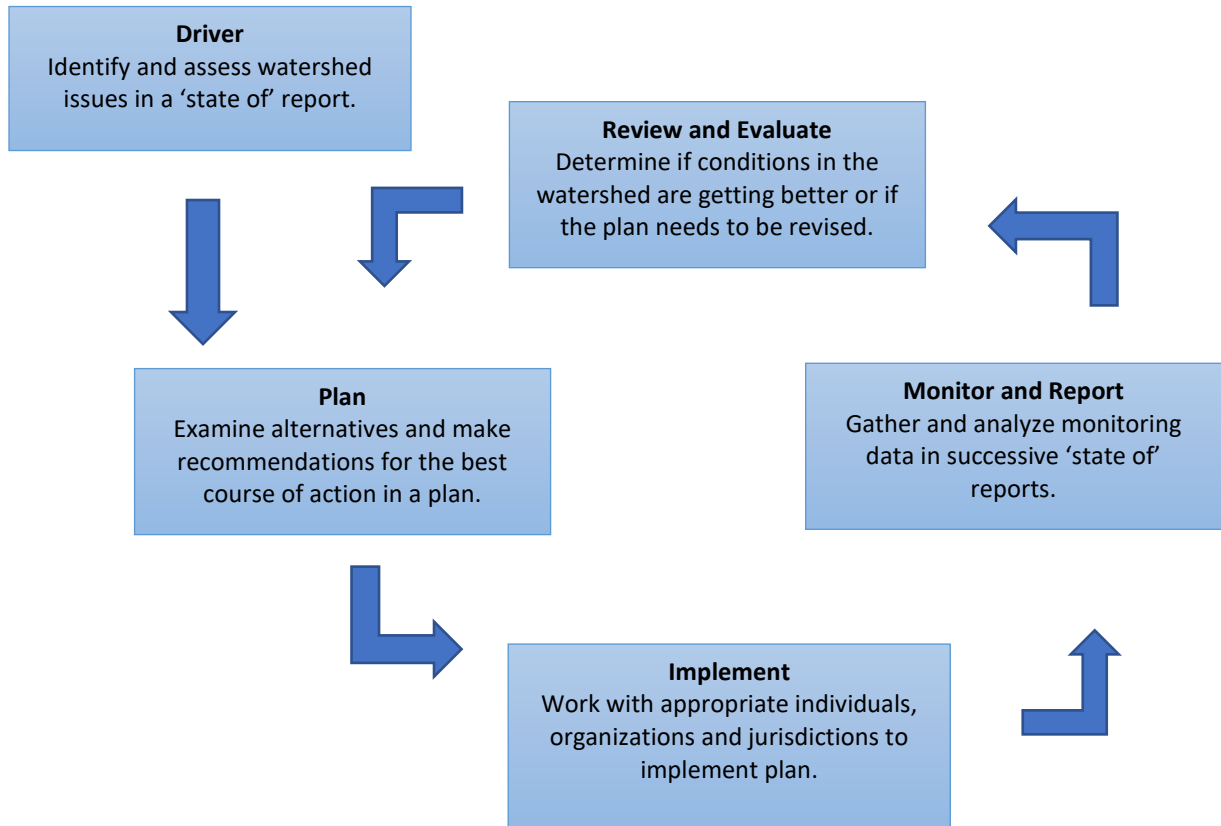 Driver
Identify and assess watershed
issues in a ‘state of’ report.
Review and Evaluate
Determine if conditions in the
watershed are getting better or if
the plan needs to be revised.
Plan
Examine alternatives and make
recommendations for the best
course of action in a plan.
Monitor and Report
Gather and analyze monitoring
data in successive ‘state of’
reports.
Implement
Work with appropriate individuals,
organizations and jurisdictions to
implement plan.